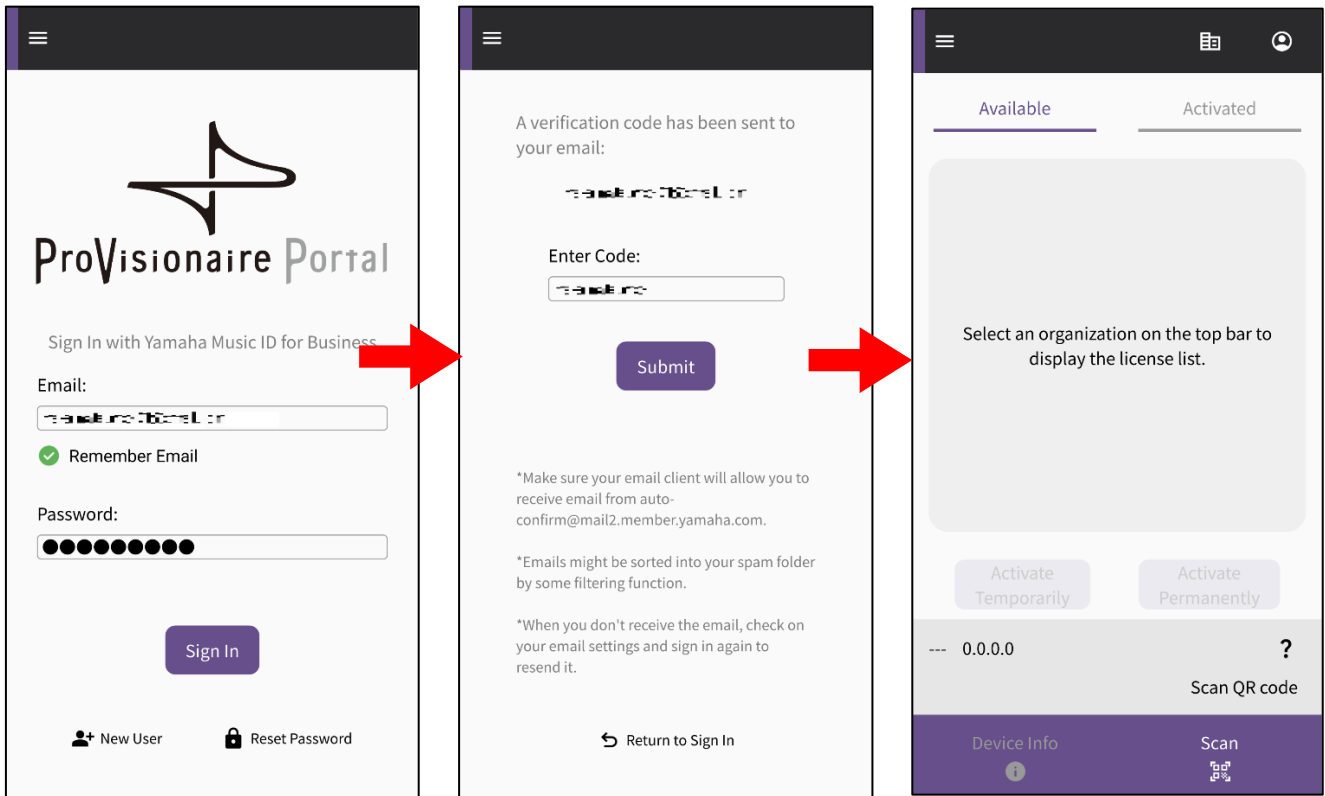 ProVisionaire Portal
Sign In with Yamaha Music ID for Business
Email:
Remember Email
Password:
Sign In
New User
Reset Password
A verification code has been sent to
your email:
Enter Code:
Submit
*Make sure your email client will allow you to
receive email from auto-
confirm@mail2.member.yamaha.com.
*Emails might be sorted into your spam folder
by some filtering function.
*When you don't receive the email, check on
your email settings and sign in again to
resend it.
Return to Sign In
Available
Activated
Select an organization on the top bar to
display the license list.
Activate
Temporarily
Activate
Permanently
--- 0.0.0.0
?
Scan QR code
Device Info
Scan